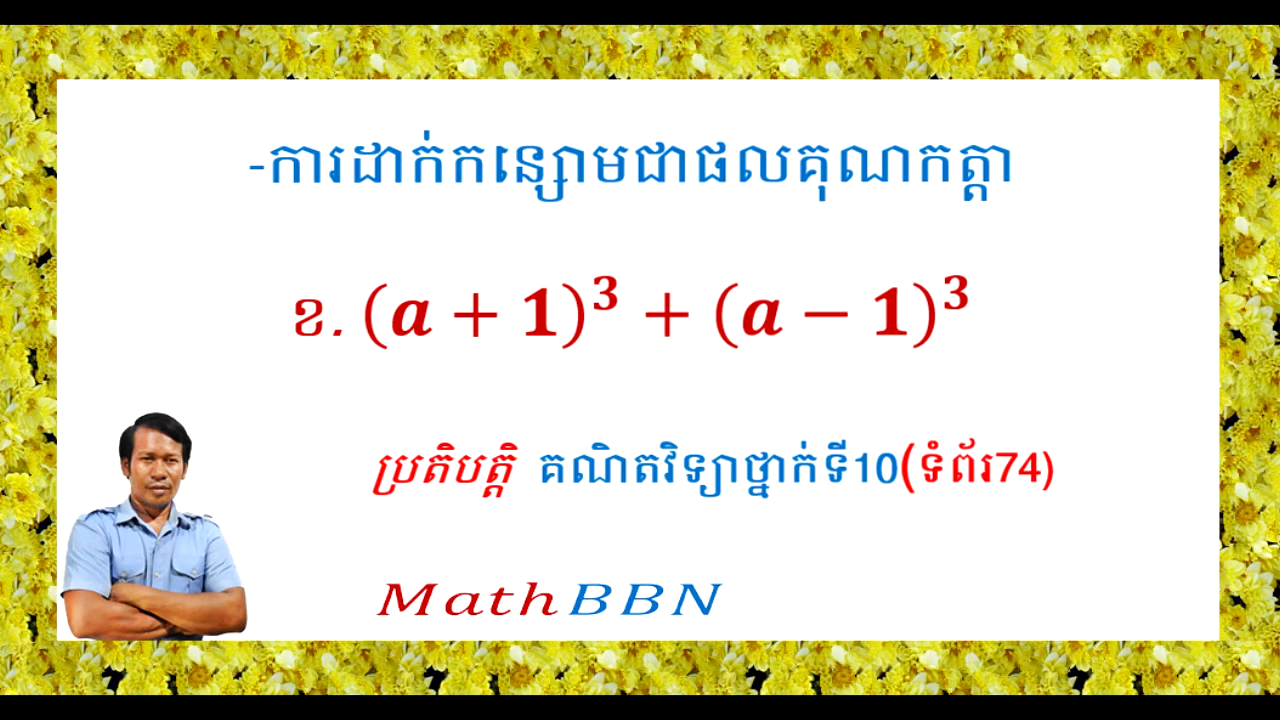 -ការដាក់កន្សោមជាផលគុណកត្តា
ខ. (a + 1)³ + (a − 1)³
ប្រតិបត្តិ គណិតវិទ្យាថ្នាក់ទី10(ទំព័រ74)
MathBBN